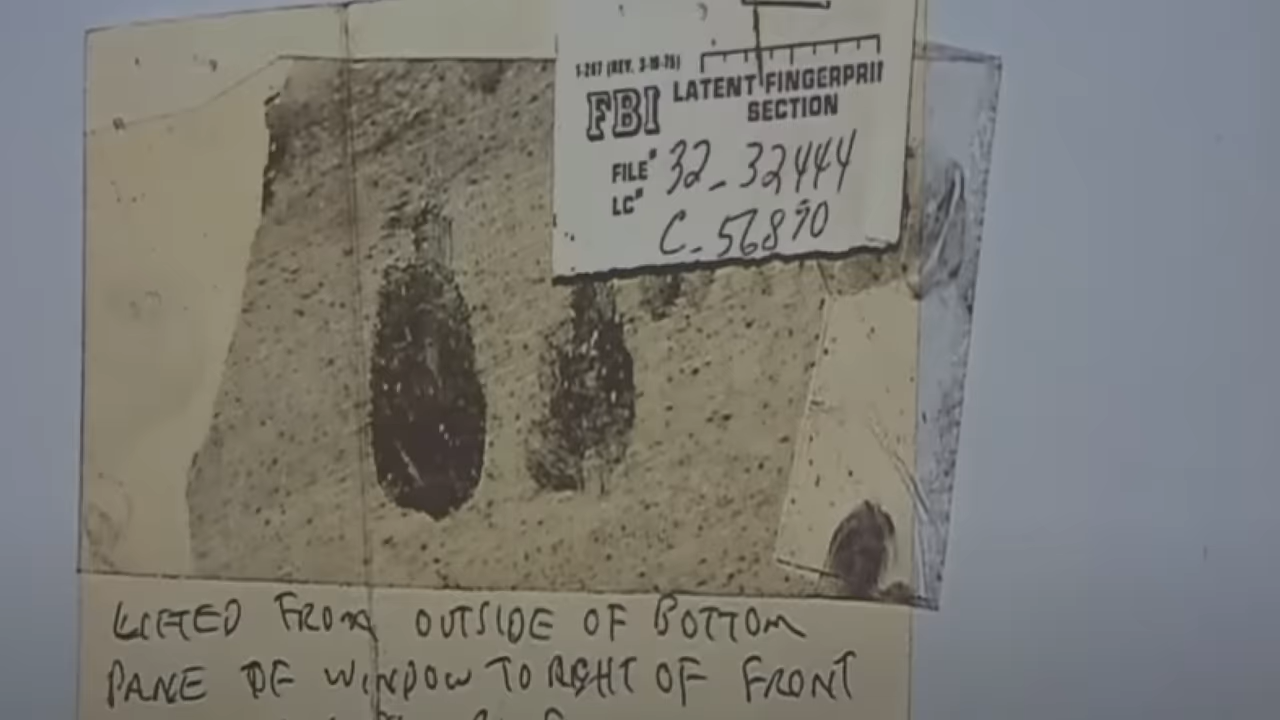 1-267 (REV. 3-19-75)
FBI LATENT FINGERPRI
SECTION
FILE# 32-32444
LC#
C-56890
LIFTED FROM OUTSIDE OF BOTTOM
PANE OF WINDOW TO RIGHT OF FRONT